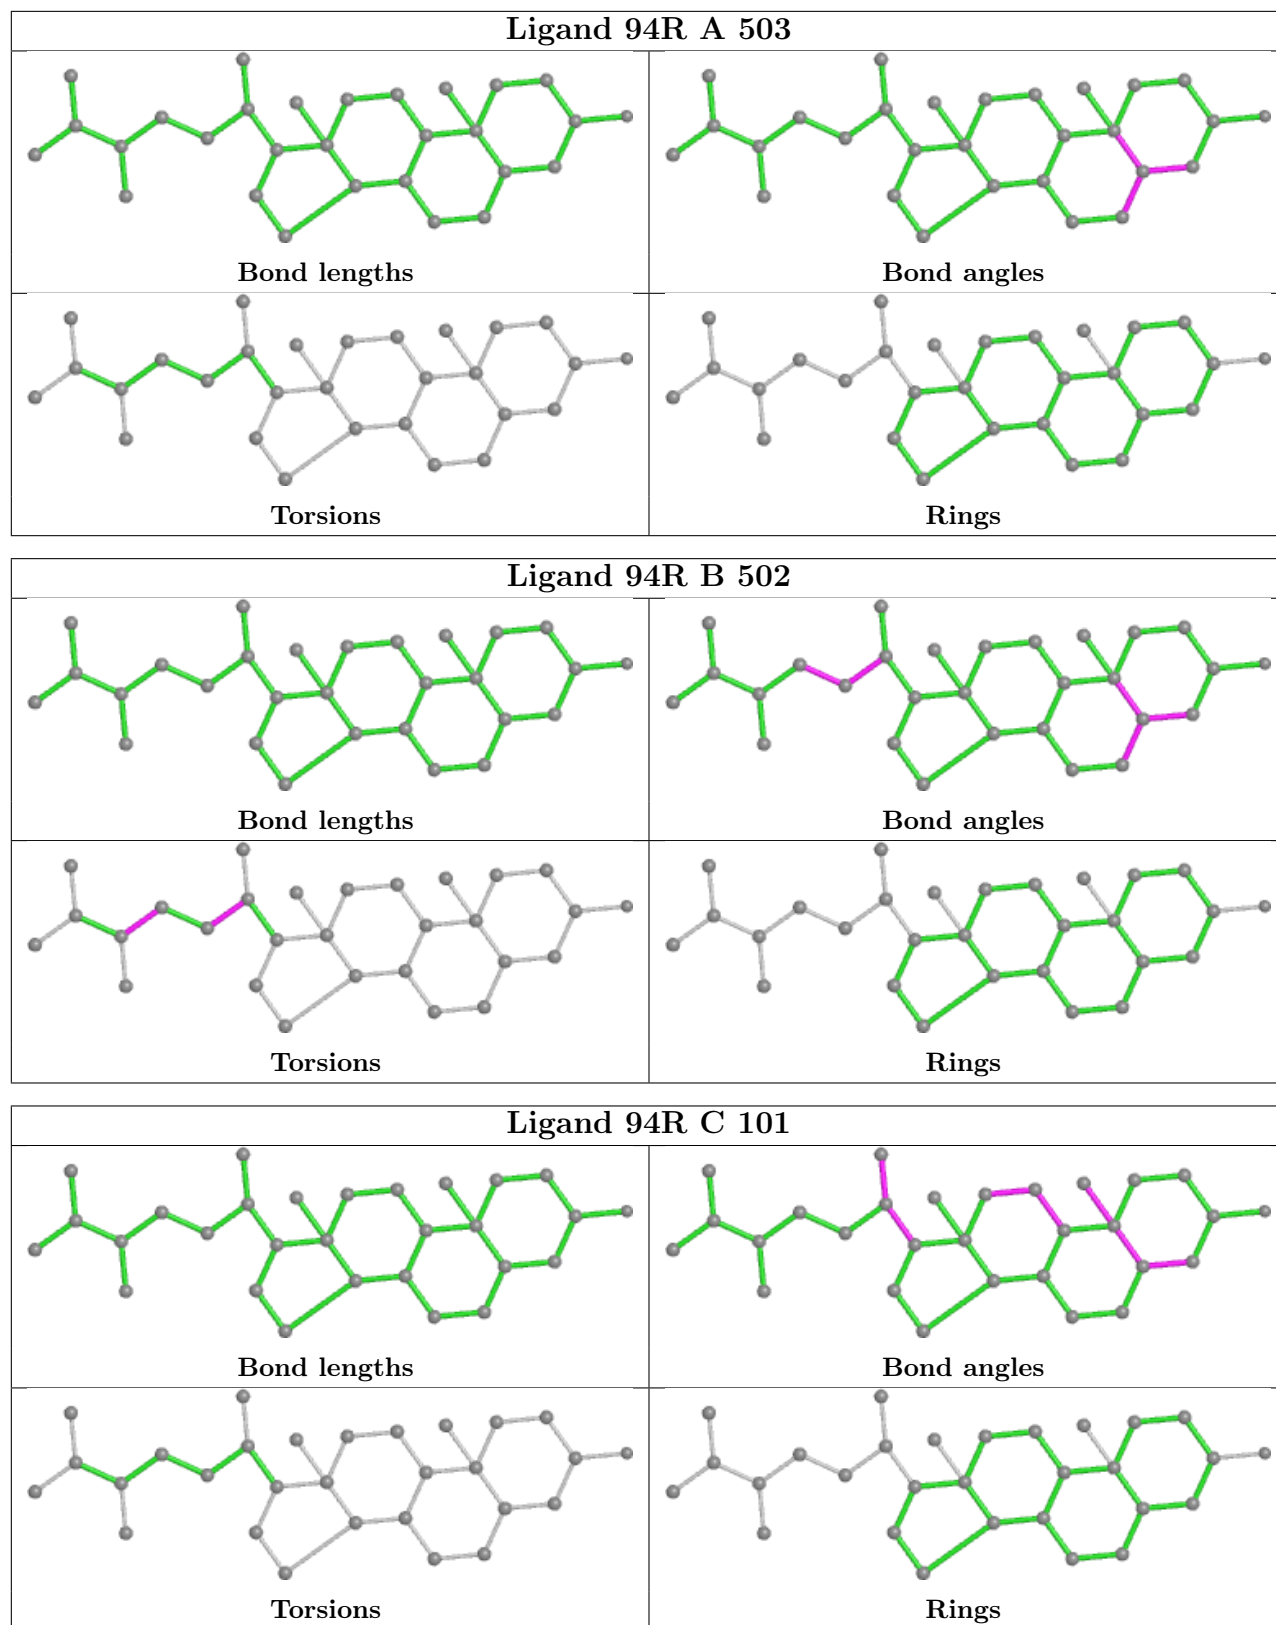 Ligand 94R A 503
Bond lengths
Bond angles
Torsions
Rings
Ligand 94R B 502
Bond lengths
Bond angles
Torsions
Rings
Ligand 94R C 101
Bond lengths
Bond angles
Torsions
Rings